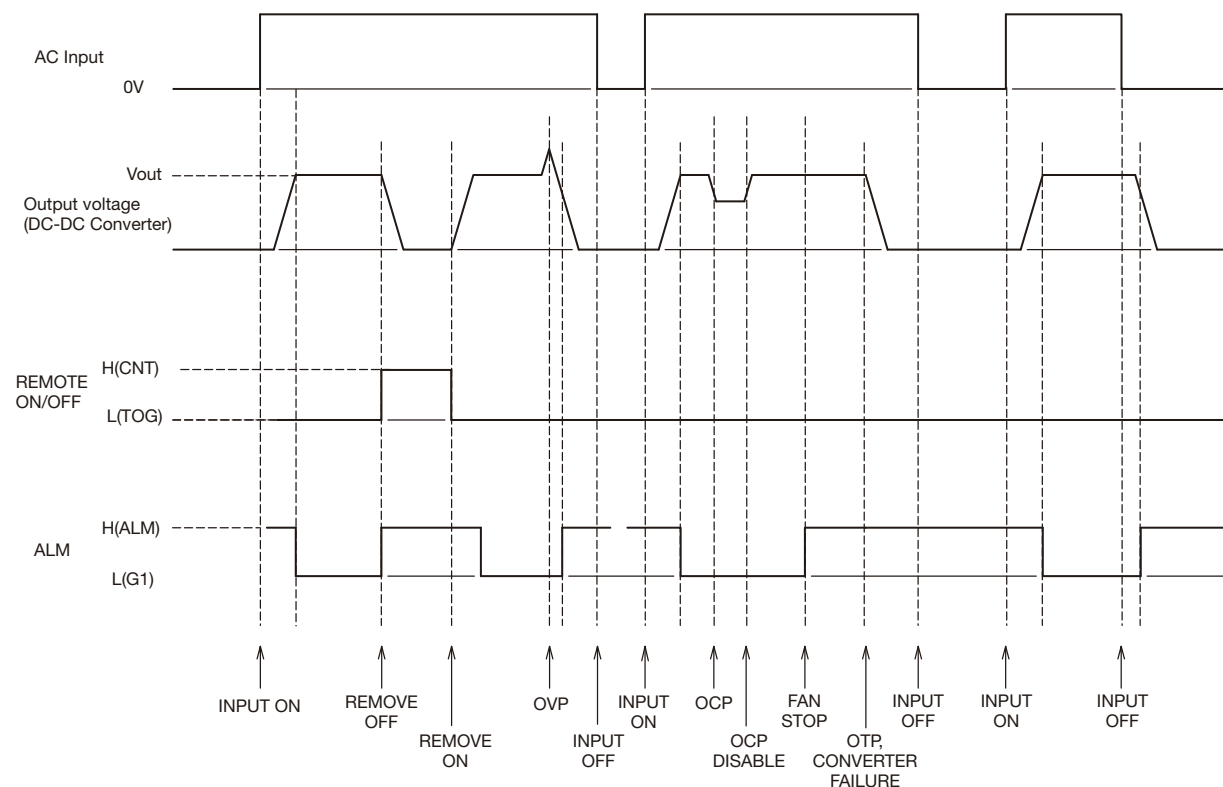 AC Input
0V
Vout
Output voltage
(DC-DC Converter)
H(CNT)
REMOTE
ON/OFF
L(TOG)
H(ALM)
ALM
L(G1)
INPUT ON
REMOVE
OFF
REMOVE
ON
OVP
INPUT
OFF
INPUT
ON
OCP
OCP
DISABLE
FAN
STOP
OTP,
CONVERTER
FAILURE
INPUT
OFF
INPUT
ON
INPUT
OFF